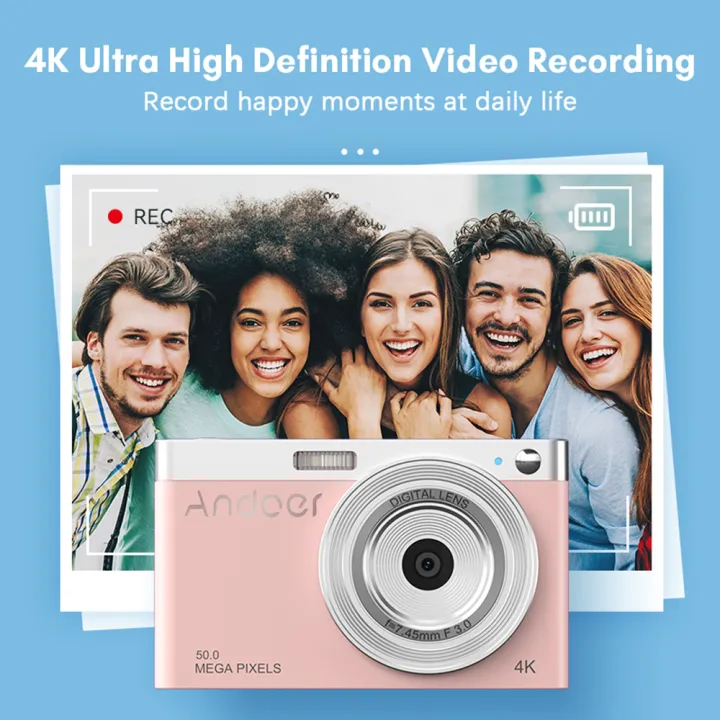 4K Ultra High Definition Video Recording
Record happy moments at daily life
REC
Andoer
DIGITAL LENS
f=7.45mm F 3.0
50.0
MEGA PIXELS
4K